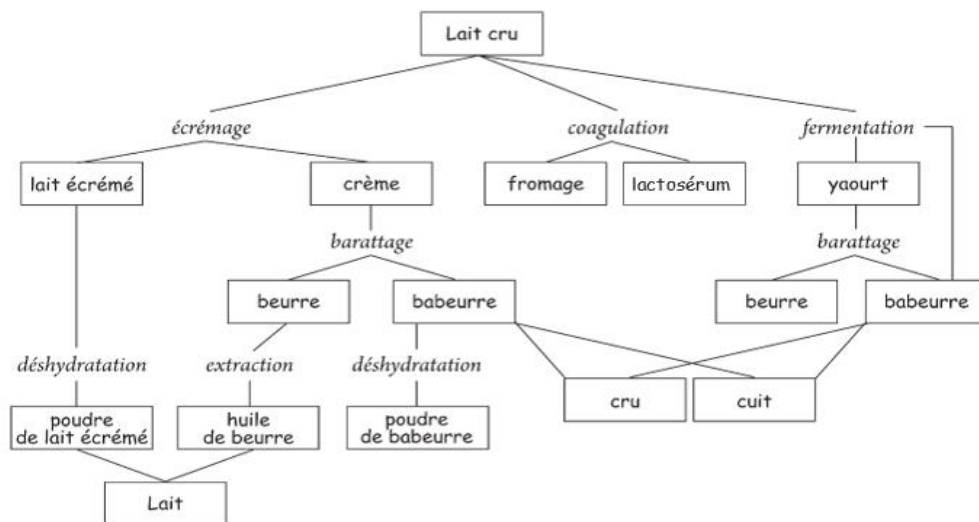 Lait cru
écrémage
coagulation
fermentation
lait écrémé
crème
fromage
lactosérum
yaourt
barattage
barattage
beurre
babeurre
beurre
babeurre
déshydratation
extraction
déshydratation
cru
cuit
poudre
de lait écrémé
huile
de beurre
poudre
de babeurre
Lait